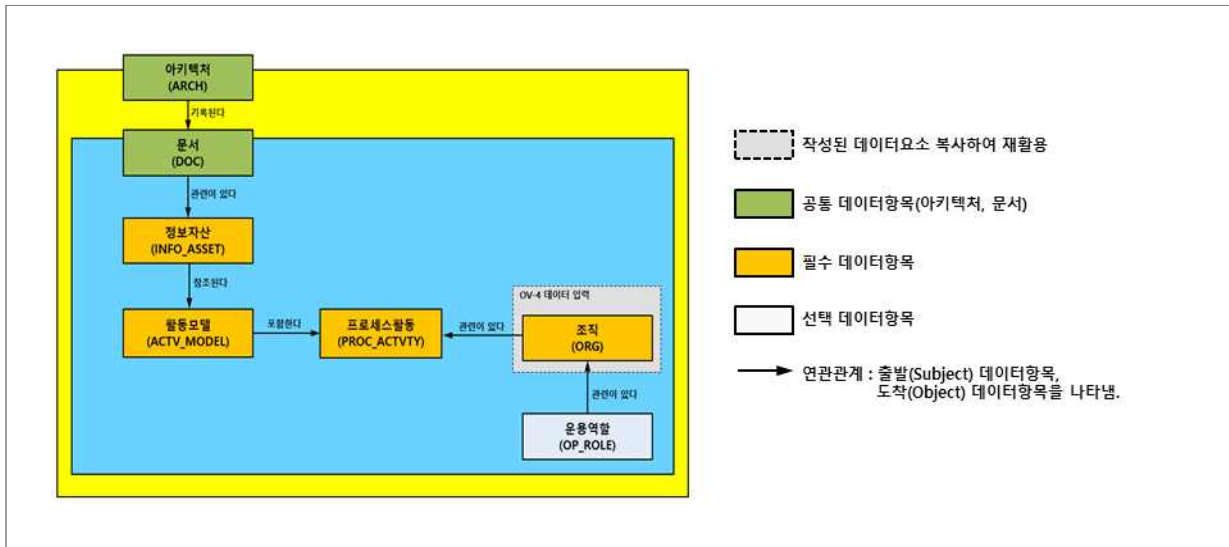 아키텍처
(ARCH)
기록된다
문서
(DOC)
관련이 있다
정보자산
(INFO_ASSET)
참조된다
활동모델
(ACTV_MODEL)
포함한다
프로세스활동
(PROC_ACTVTY)
관련이 있다
OV-4 데이터 입력
조직
(ORG)
관련이 있다
운용역할
(OP_ROLE)
작성된 데이터요소 복사하여 재활용
공통 데이터항목(아키텍처, 문서)
필수 데이터항목
선택 데이터항목
연관관계 : 출발(Subject) 데이터항목,
도착(Object) 데이터항목을 나타냄.